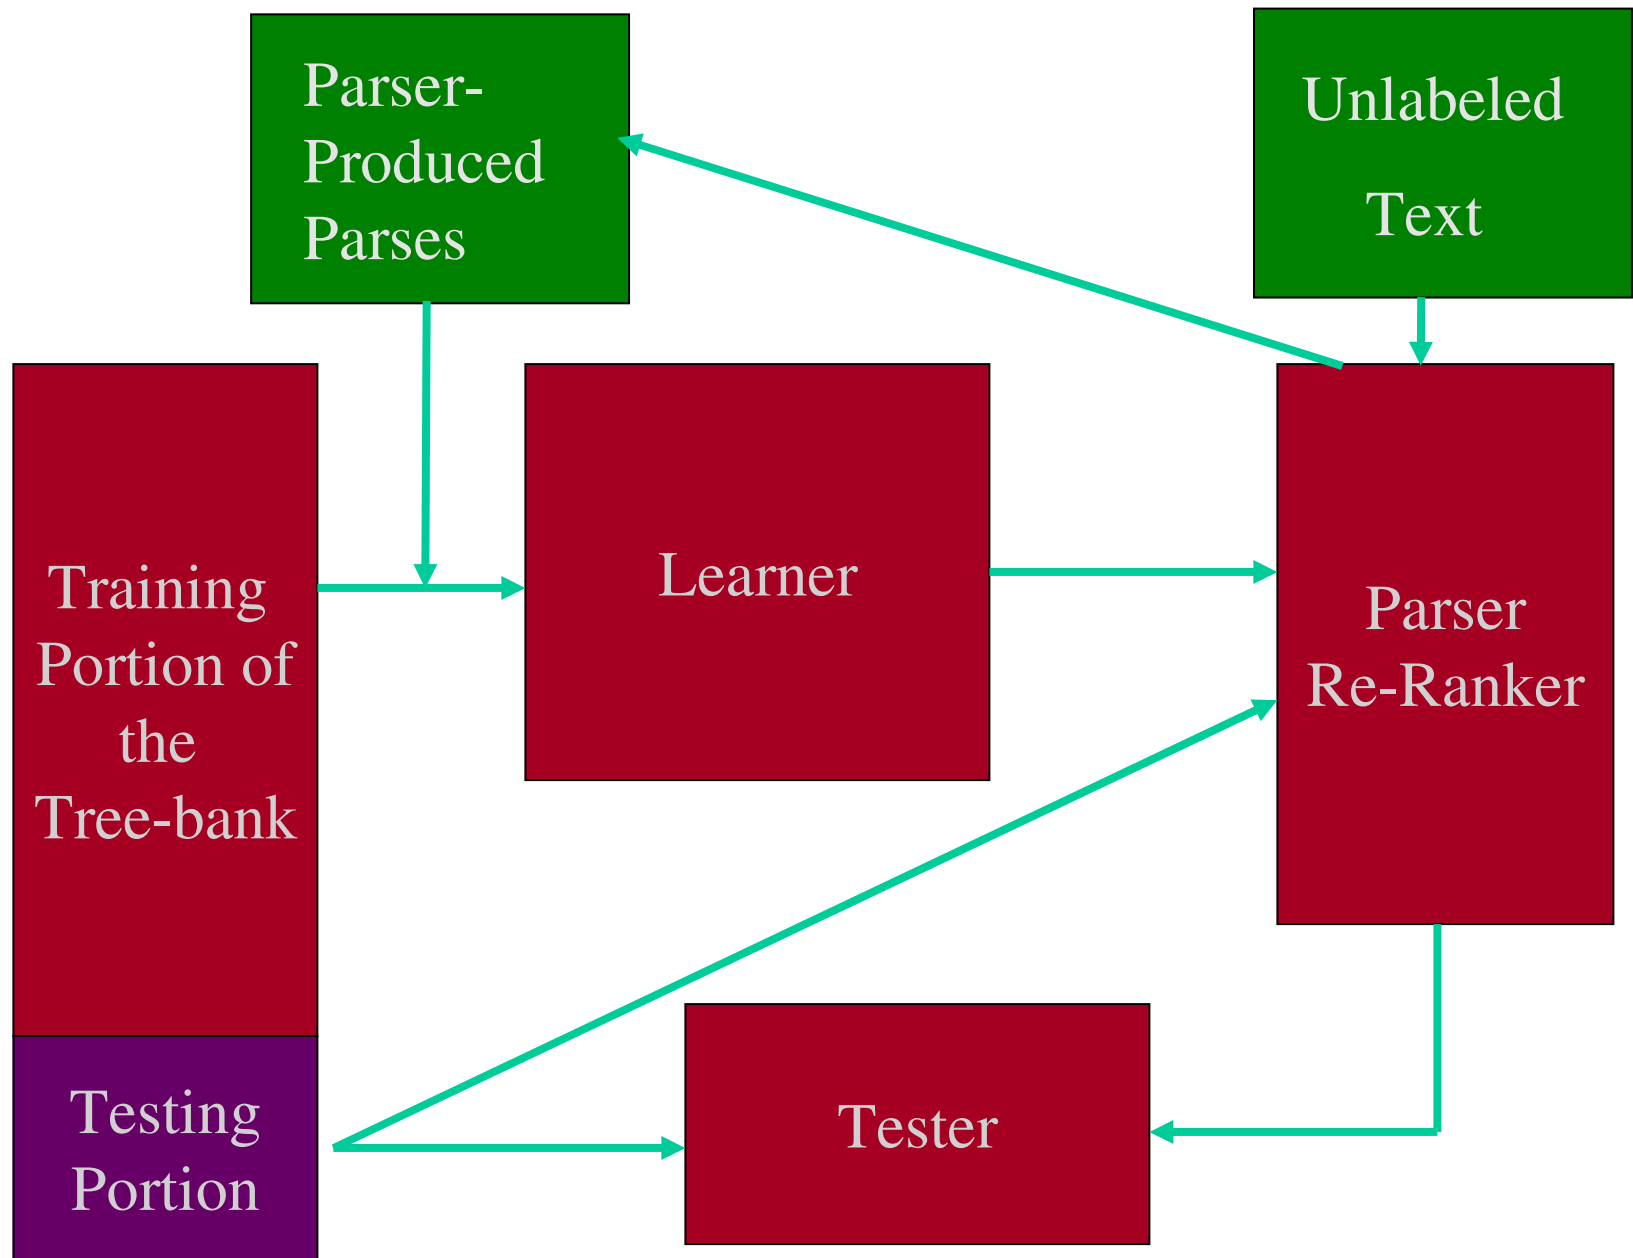 Parser-
Produced
Parses
Unlabeled
Text
Training
Portion of
the
Tree-bank
Learner
Parser
Re-Ranker
Testing
Portion
Tester